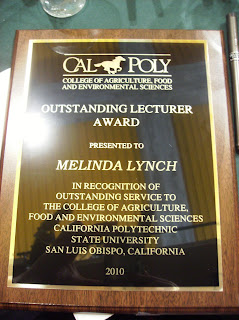 CAL POLY
COLLEGE OF AGRICULTURE, FOOD
AND ENVIRONMENTAL SCIENCES
OUTSTANDING LECTURER
AWARD
PRESENTED TO
MELINDA LYNCH
IN RECOGNITION OF
OUTSTANDING SERVICE TO
THE COLLEGE OF AGRICULTURE,
FOOD AND ENVIRONMENTAL SCIENCES
CALIFORNIA POLYTECHNIC
STATE UNIVERSITY
SAN LUIS OBISPO, CALIFORNIA
2010